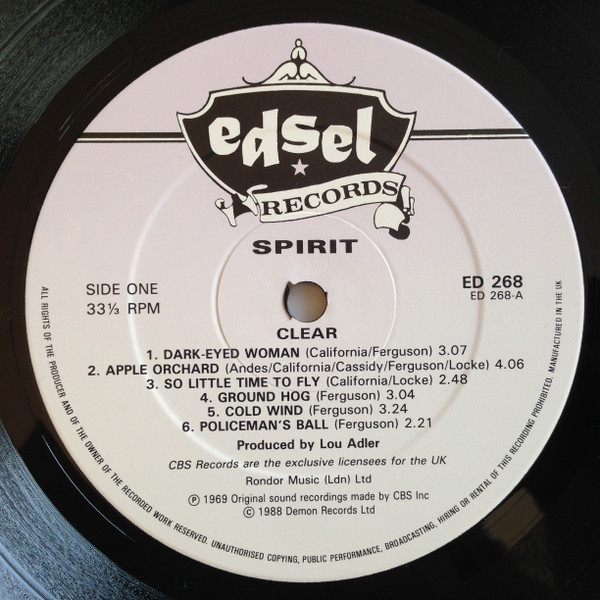 edsel
RECORDS
SPIRIT
SIDE ONE
33⅓ RPM
ED 268
ED 268-A
CLEAR
1. DARK-EYED WOMAN (California/Ferguson) 3.07
2. APPLE ORCHARD (Andes/California/Cassidy/Ferguson/Locke) 4.06
3. SO LITTLE TIME TO FLY (California/Locke) 2.48
4. GROUND HOG (Ferguson) 3.04
5. COLD WIND (Ferguson) 3.24
6. POLICEMAN'S BALL (Ferguson) 2.21
Produced by Lou Adler
CBS Records are the exclusive licensees for the UK
Rondor Music (Ldn) Ltd
℗ 1969 Original sound recordings made by CBS Inc
© 1988 Demon Records Ltd
ALL RIGHTS OF THE PRODUCER AND OF THE OWNER OF THE RECORDED WORK RESERVED. UNAUTHORISED COPYING, PUBLIC PERFORMANCE, BROADCASTING, HIRING OR RENTAL OF THIS RECORDING PROHIBITED. MANUFACTURED IN THE UK